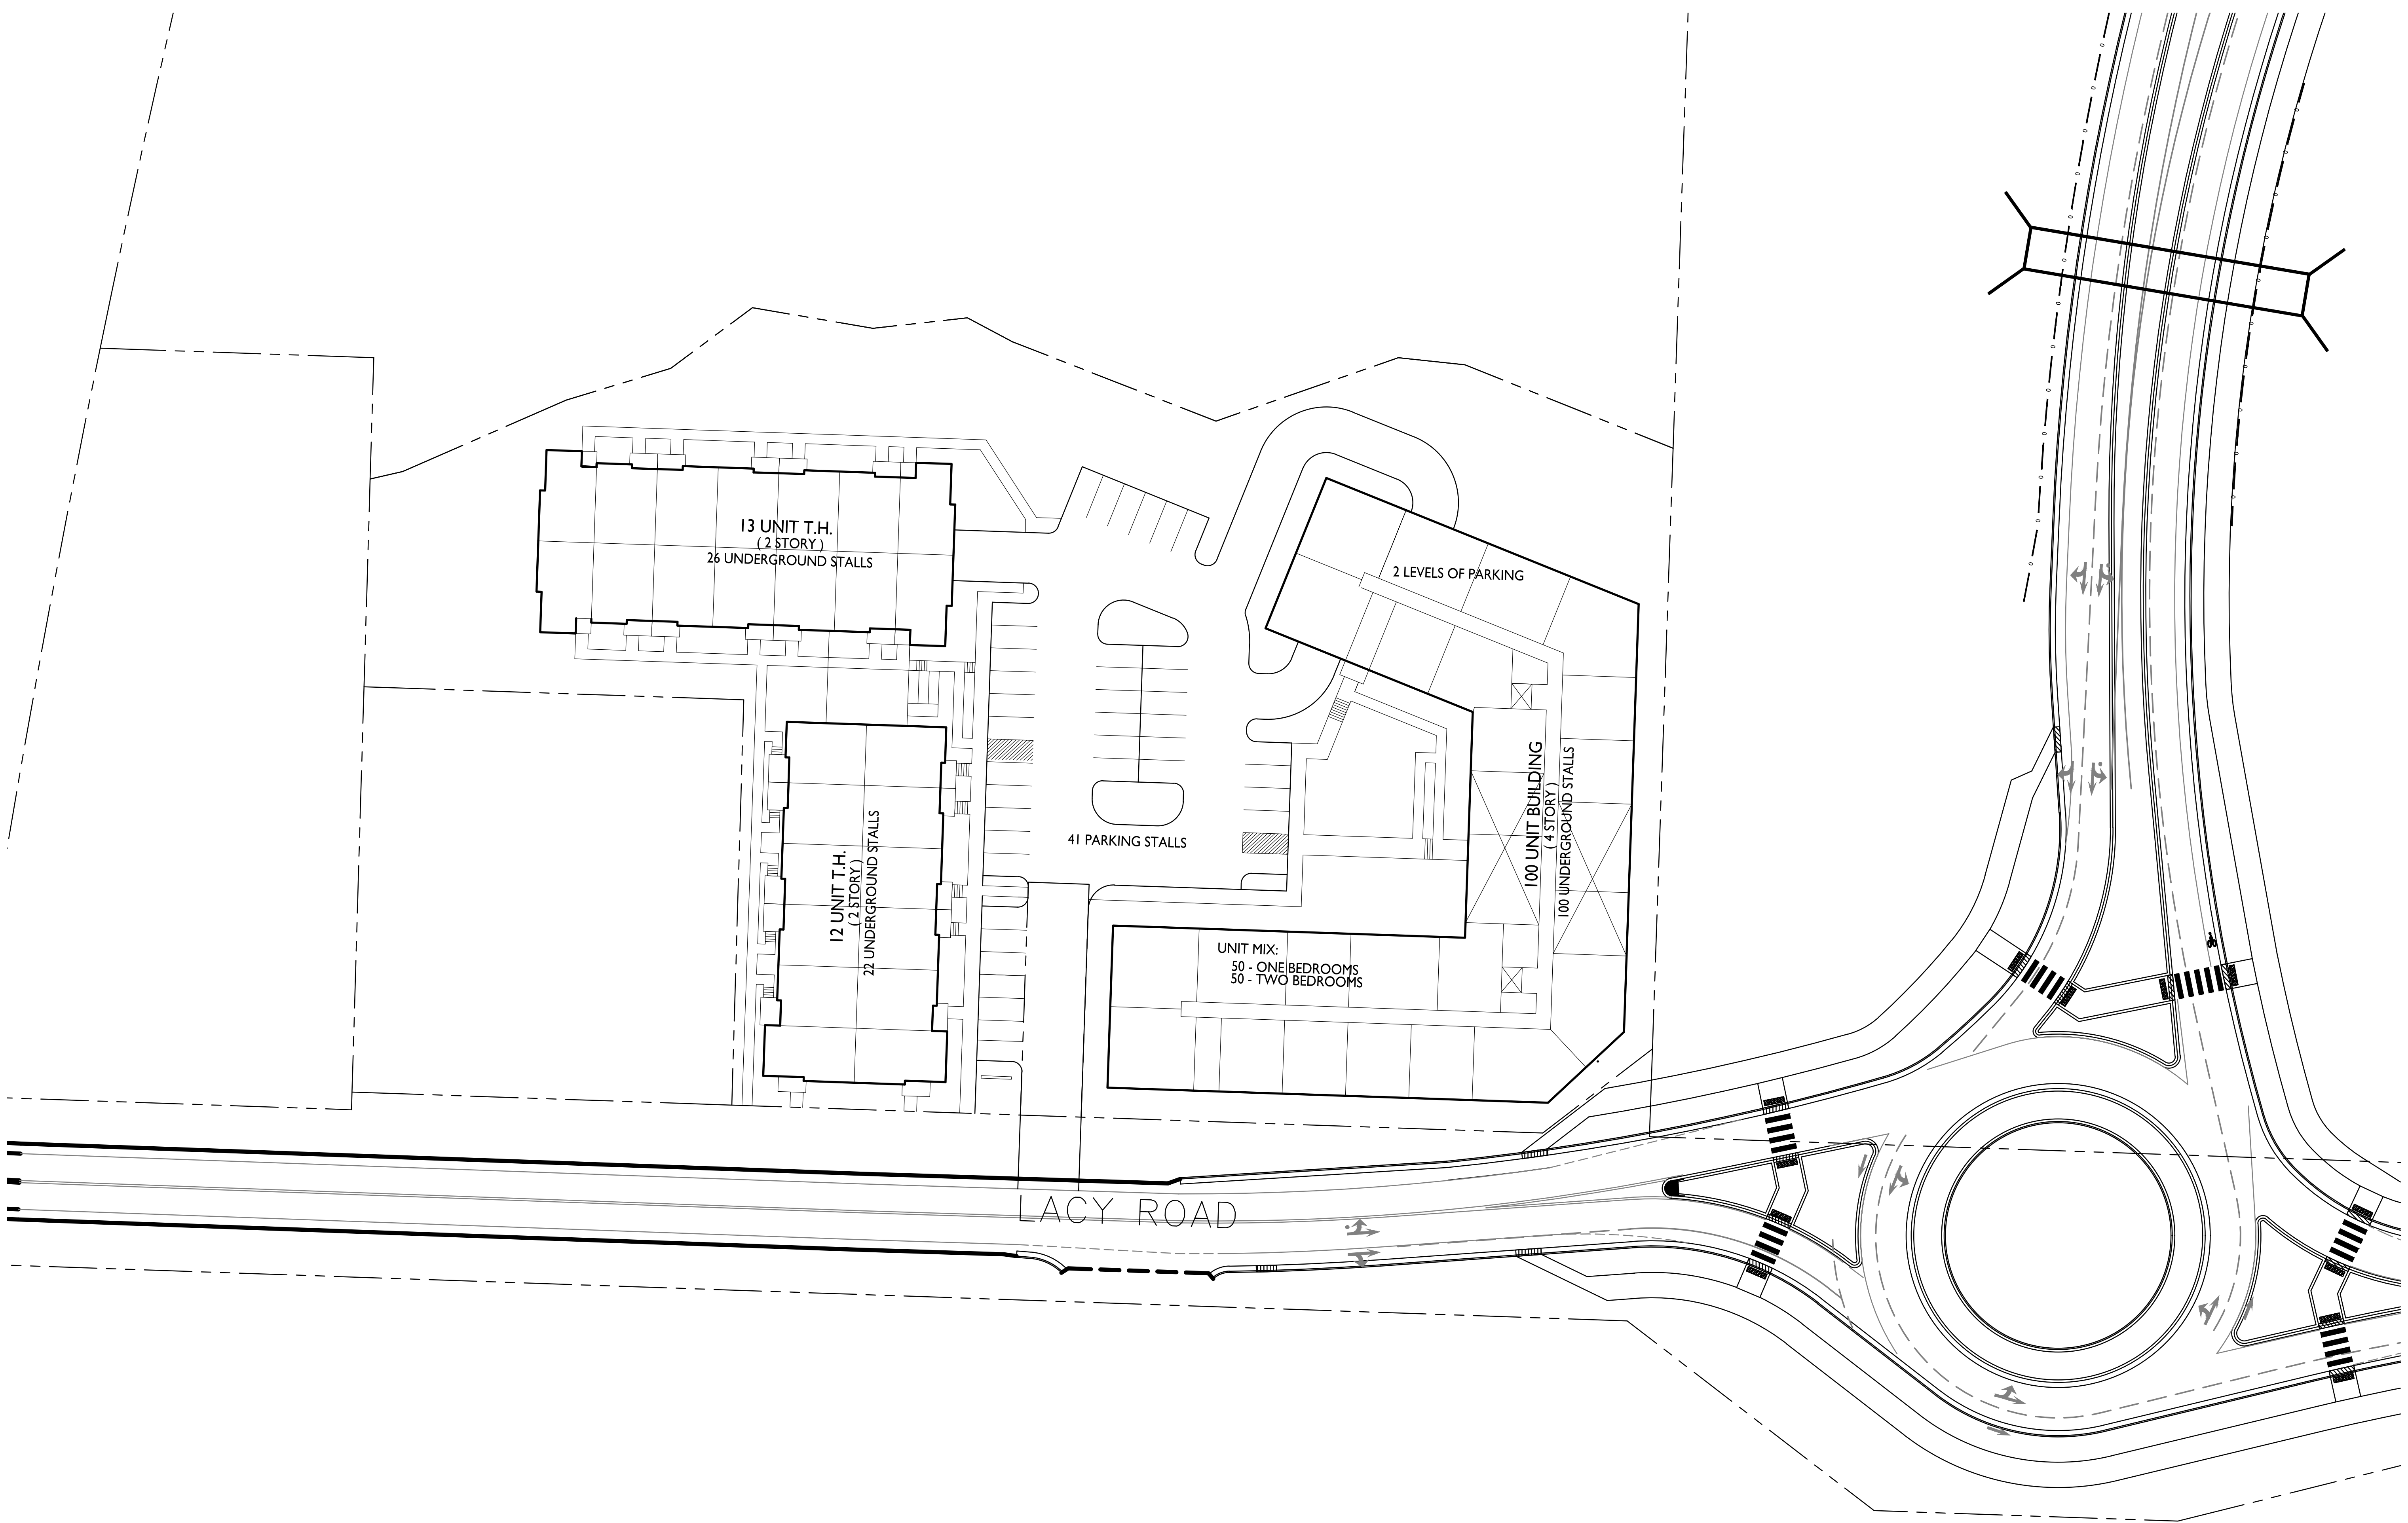 13 UNIT T.H.
( 2 STORY )
26 UNDERGROUND STALLS
2 LEVELS OF PARKING
100 UNIT BUILDING
( 4 STORY )
100 UNDERGROUND STALLS
41 PARKING STALLS
12 UNIT T.H.
( 2 STORY )
22 UNDERGROUND STALLS
UNIT MIX:
50 - ONE BEDROOMS
50 - TWO BEDROOMS
ACY ROAD